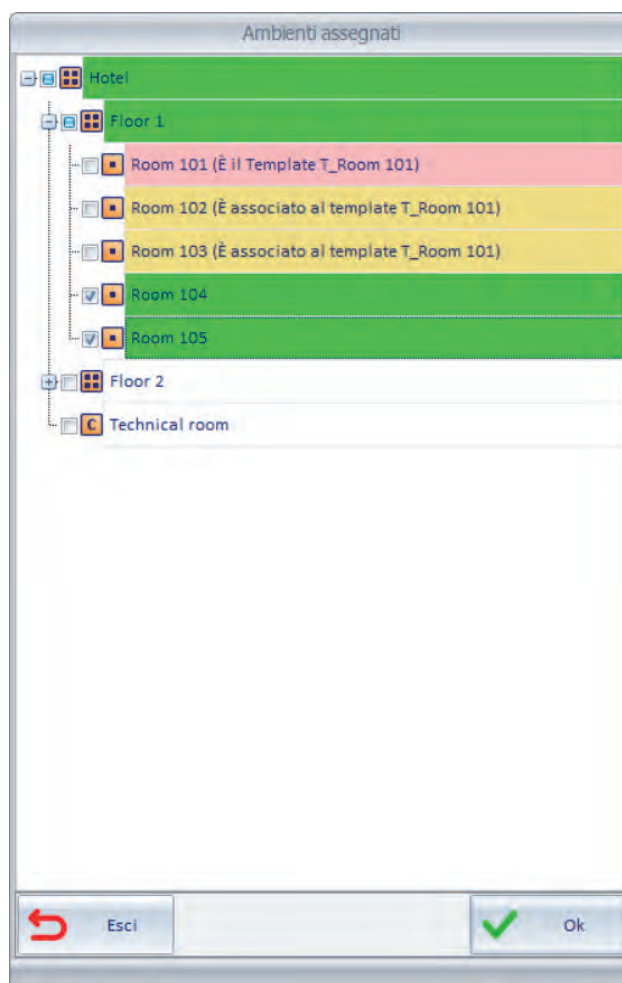 Ambienti assegnati
Hotel
Floor 1
Room 101 (È il Template T_Room 101)
Room 102 (È associato al template T_Room 101)
Room 103 (È associato al template T_Room 101)
Room 104
Room 105
Floor 2
C Technical room
Esci
Ok